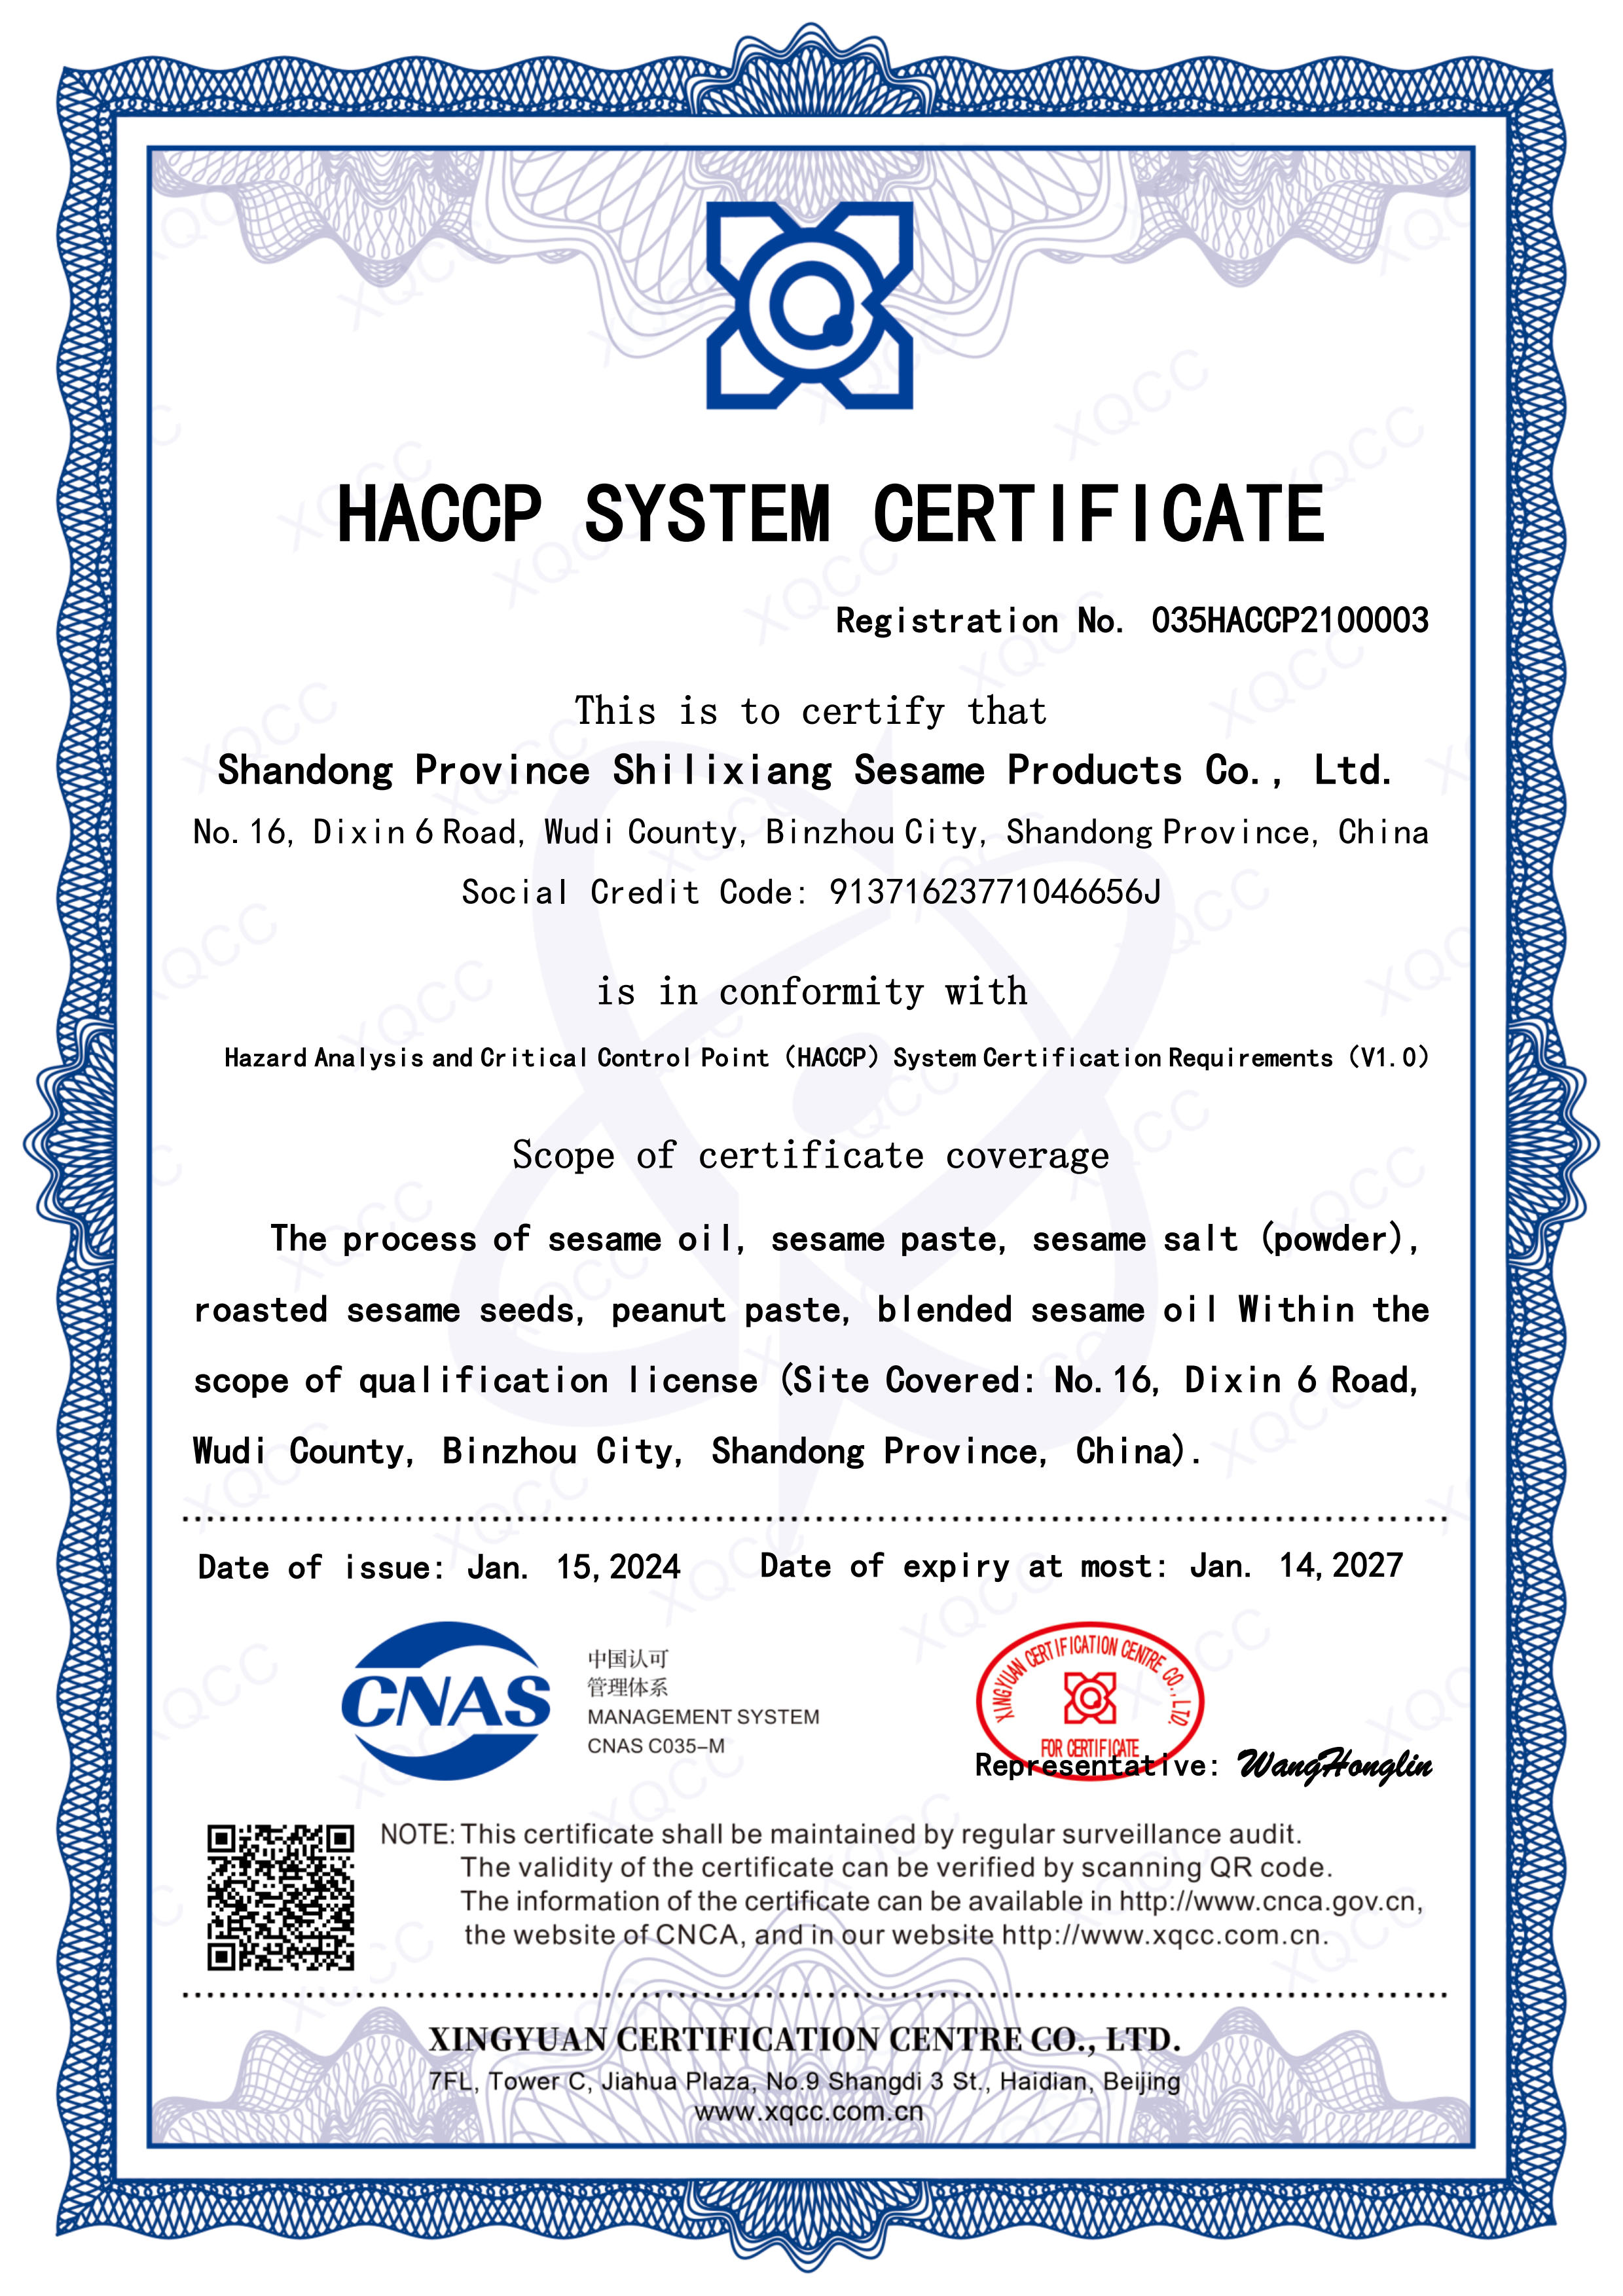 HACCP SYSTEM CERTIFICATE
Registration No. 035HACCP2100003
This is to certify that
Shandong Province Shilixiang Sesame Products Co., Ltd.
No.16, Dixin 6 Road, Wudi County, Binzhou City, Shandong Province, China
Social Credit Code: 91371623771046656J
is in conformity with
Hazard Analysis and Critical Control Point (HACCP) System Certification Requirements (V1.0)
Scope of certificate coverage
The process of sesame oil, sesame paste, sesame salt (powder),
roasted sesame seeds, peanut paste, blended sesame oil Within the
scope of qualification license (Site Covered: No.16, Dixin 6 Road,
Wudi County, Binzhou City, Shandong Province, China).
Date of issue: Jan. 15,2024 Date of expiry at most: Jan. 14,2027
CNAS
中国认可
管理体系
MANAGEMENT SYSTEM
CNAS C035-M
XINGYUAN CERTIFICATION CENTRE CO., LTD.
FOR CERTIFICATE
Representative: WangHonglin
NOTE: This certificate shall be maintained by regular surveillance audit.
The validity of the certificate can be verified by scanning QR code.
The information of the certificate can be available in http://www.cnca.gov.cn,
the website of CNCA, and in our website http://www.xqcc.com.cn.
XINGYUAN CERTIFICATION CENTRE CO., LTD.
7FL, Tower C, Jiahua Plaza, No.9 Shangdi 3 St., Haidian, Beijing
www.xqcc.com.cn
XQCC